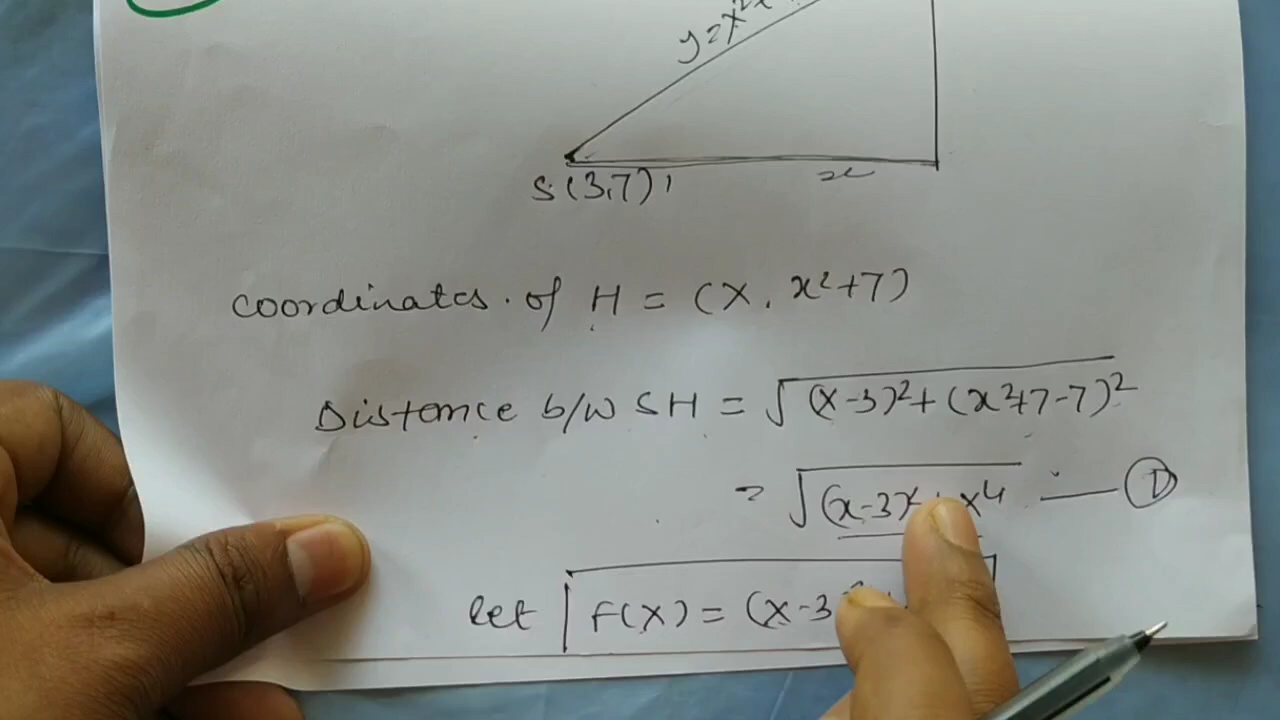 y = x²
S(3,7)
x
coordinates of H = (x, x²+7)
Distance b/w SH = √(x-3)²+(x²+7-7)²
= √(x-3)²+x⁴ — ①
let F(x) = (x-3